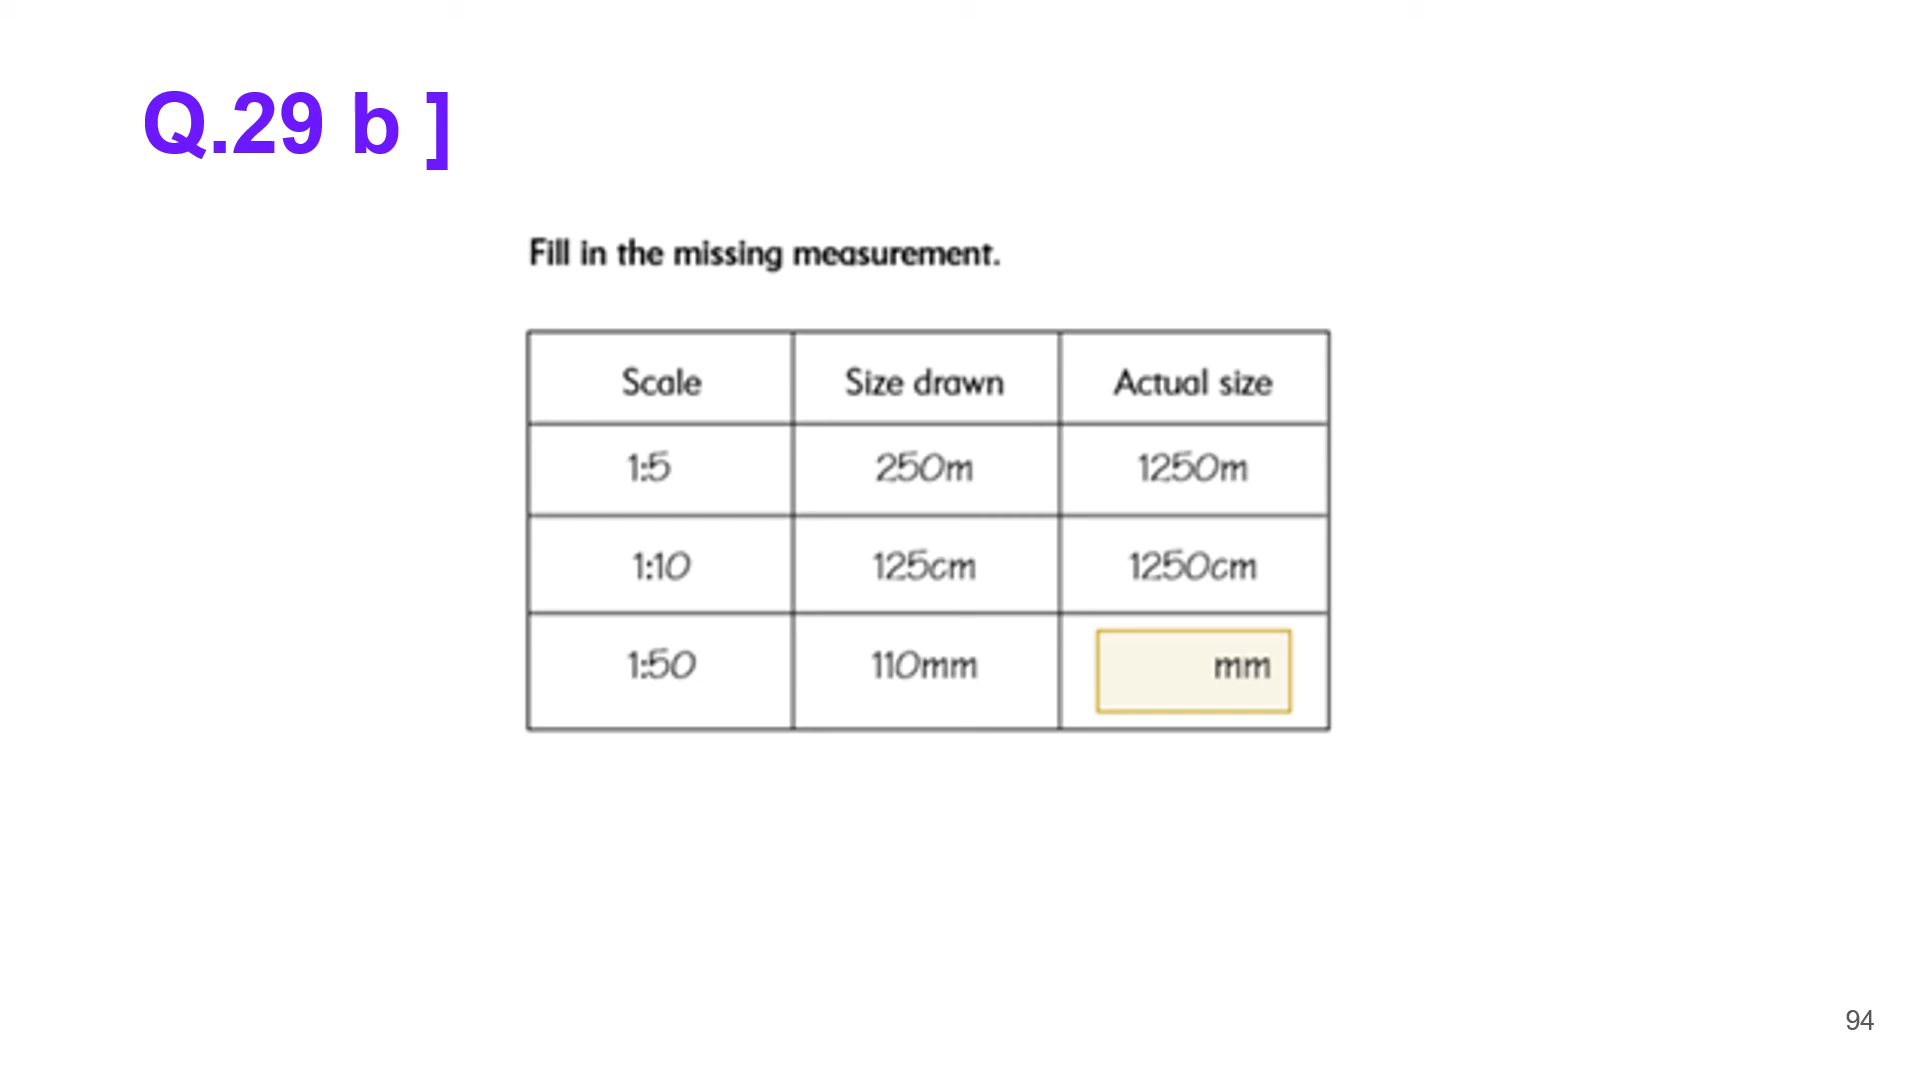 Q.29 b ]
Fill in the missing measurement.
Scale Size drawn Actual size
1:5 250m 1250m
1:10 125cm 1250cm
1:50 110mm mm
94